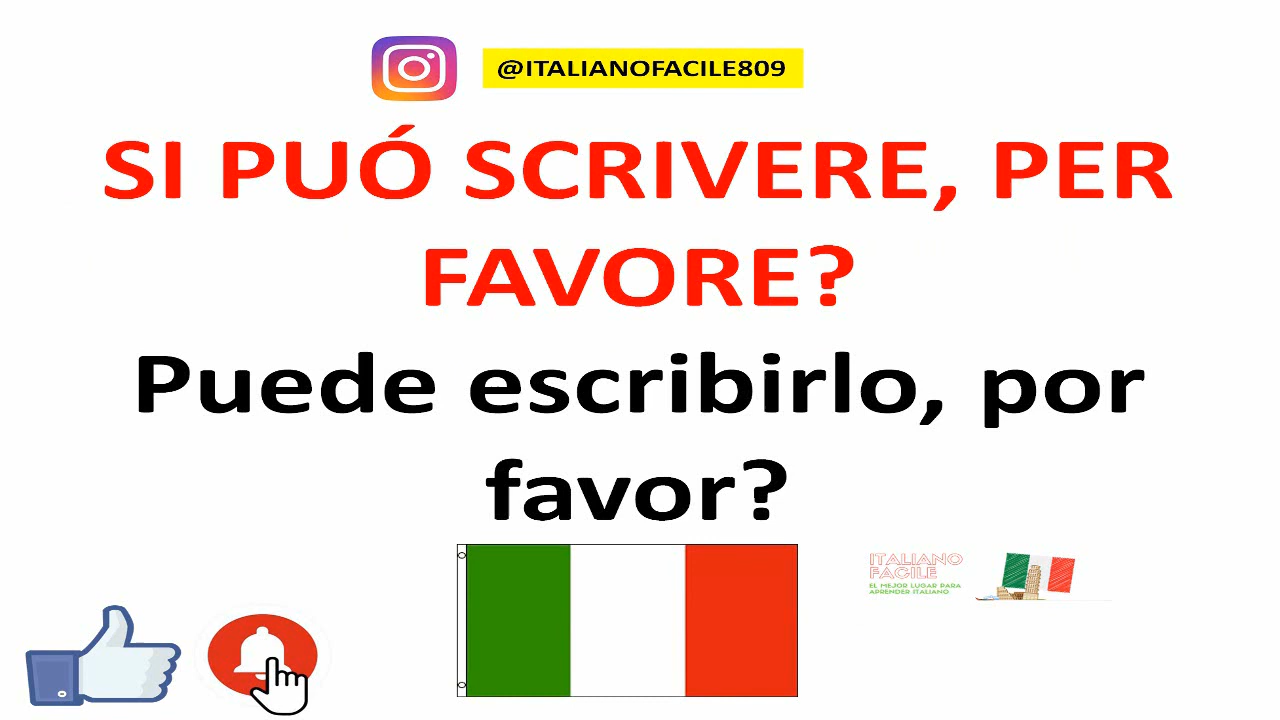 @ITALIANOFACILE809
SI PUÓ SCRIVERE, PER
FAVORE?
Puede escribirlo, por
favor?
ITALIANO
FACILE
EL MEJOR LUGAR PARA
APRENDER ITALIANO